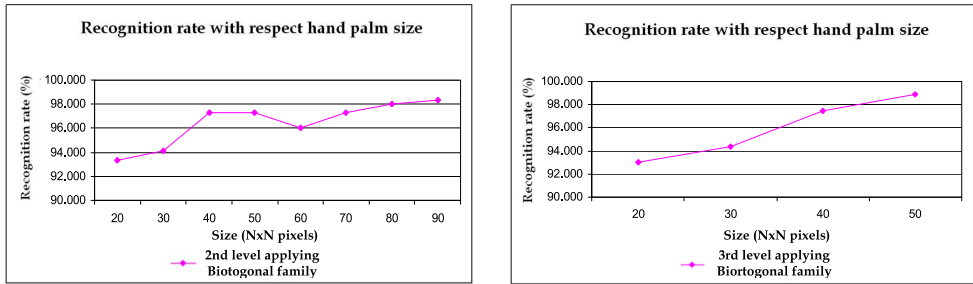 Recognition rate with respect hand palm size
Recognition rate (%)
100.000
98.000
96.000
94.000
92.000
90.000
20 30 40 50 60 70 80 90
Size (NxN pixels)
2nd level applying
Biotogonal family
Recognition rate with respect hand palm size
Recognition rate (%)
100.000
98.000
96.000
94.000
92.000
90.000
20 30 40 50
Size (NxN pixels)
3rd level applying
Biortogonal family